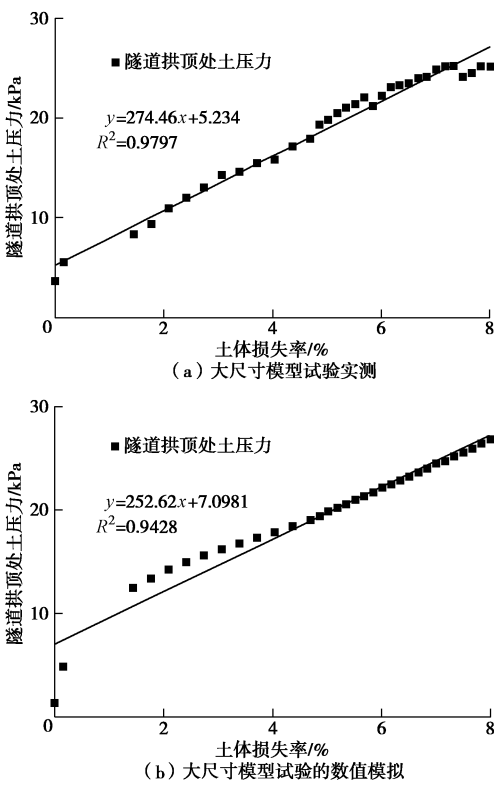 30
■ 隧道拱顶处土压力
y=274.46x+5.234
R²=0.9797
20
10
隧道拱顶处土压力/kPa
0 2 4 6 8
土体损失率/%
（a）大尺寸模型试验实测
30
■ 隧道拱顶处土压力
y=252.62x+7.0981
R²=0.9428
20
10
隧道拱顶处土压力/kPa
0 2 4 6 8
土体损失率/%
（b）大尺寸模型试验的数值模拟